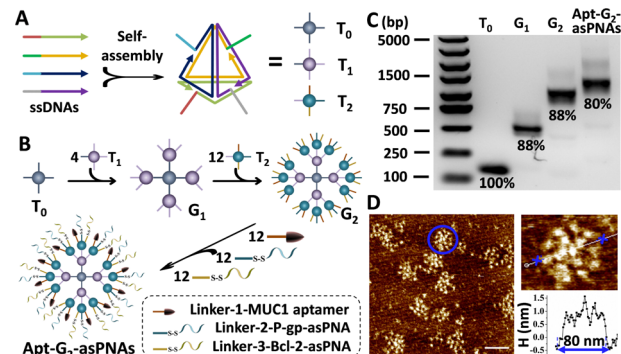 A
Self-
assembly
ssDNAs
=
T0
T1
T2
B
T0
4 T1
G1
12 T2
G2
12
12 S-S
12 S-S
Linker-1-MUC1 aptamer
S-S Linker-2-P-gp-asPNA
S-S Linker-3-Bcl-2-asPNA
Apt-G2-asPNAs
C (bp) T0 G1 G2 Apt-G2-
asPNAs
5000
1500
750
500
250
100
100%
88%
88%
80%
D
H (nm)
1.5
1.0
0.5
0.0
-0.5
80 nm